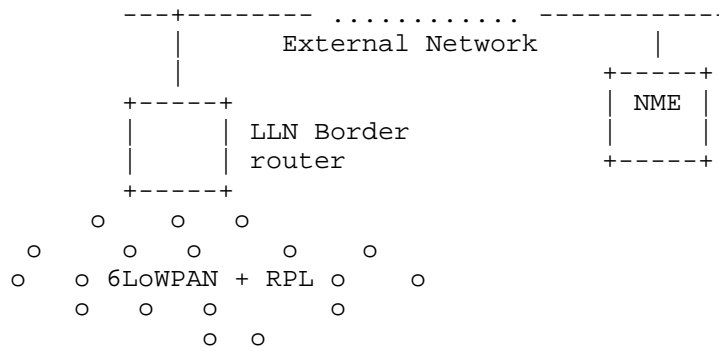 ---+-------- ............ ------------
External Network
NME
LLN Border
router
o o o
o o o o o
o o 6LoWPAN + RPL o o
o o o o
o o